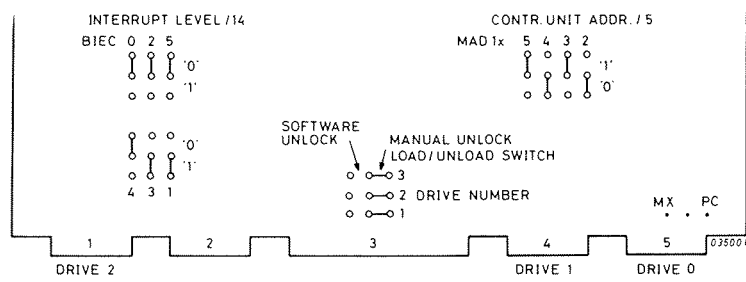 INTERRUPT LEVEL /14
CONTR. UNIT ADDR. / 5
BIEC 0 2 5
MAD 1x 5 4 3 2
'0'
'1'
'1'
'0'
'0'
'1'
4 3 1
SOFTWARE UNLOCK
MANUAL UNLOCK
LOAD/UNLOAD SWITCH
3
2 DRIVE NUMBER
1
MX PC
1 2 3 4 5
03500
DRIVE 2
DRIVE 1
DRIVE 0